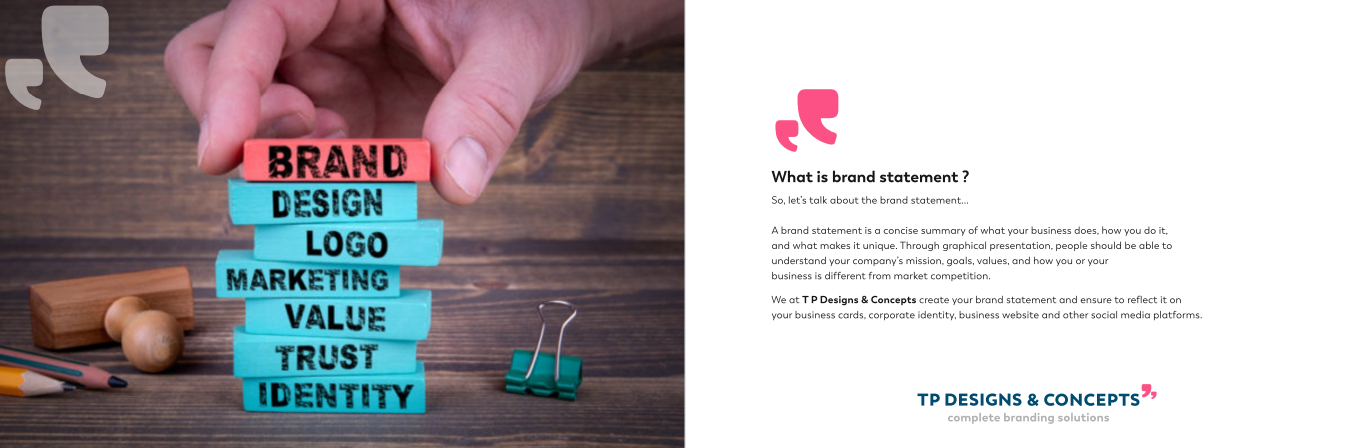 BRAND
DESIGN
LOGO
MARKETING
VALUE
TRUST
IDENTITY
What is brand statement ?
So, let's talk about the brand statement...
A brand statement is a concise summary of what your business does, how you do it,
and what makes it unique. Through graphical presentation, people should be able to
understand your company's mission, goals, values, and how you or your
business is different from market competition.
We at T P Designs & Concepts create your brand statement and ensure to reflect it on
your business cards, corporate identity, business website and other social media platforms.
TP DESIGNS & CONCEPTS
complete branding solutions